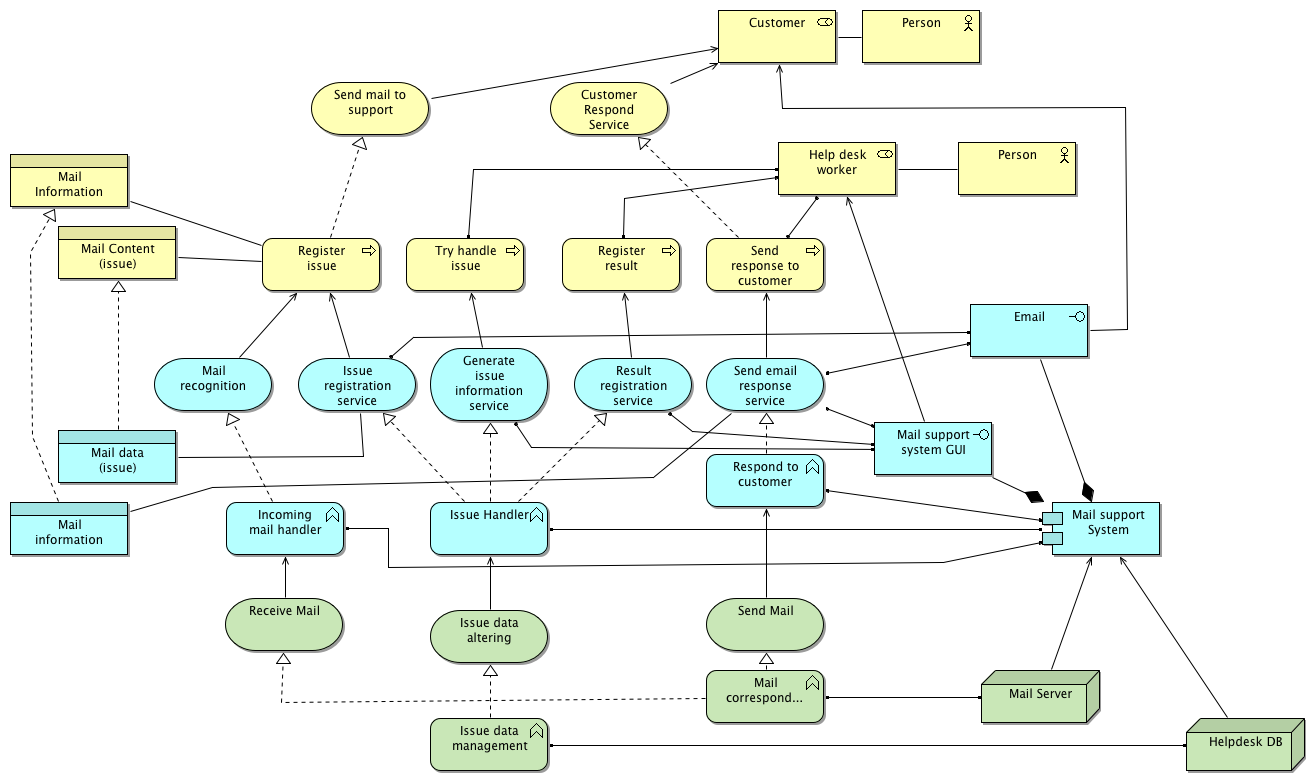 Customer
Person
Send mail to
support
Customer
Respond
Service
Help desk
worker
Person
Mail
Information
Mail Content
(issue)
Register
issue
Try handle
issue
Register
result
Send
response to
customer
Email
Mail
recognition
Issue
registration
service
Generate
issue
information
service
Result
registration
service
Send email
response
service
Mail support
system GUI
Mail data
(issue)
Respond to
customer
Mail
information
Incoming
mail handler
Issue Handler
Mail support
System
Receive Mail
Issue data
altering
Send Mail
Mail
correspond...
Mail Server
Issue data
management
Helpdesk DB